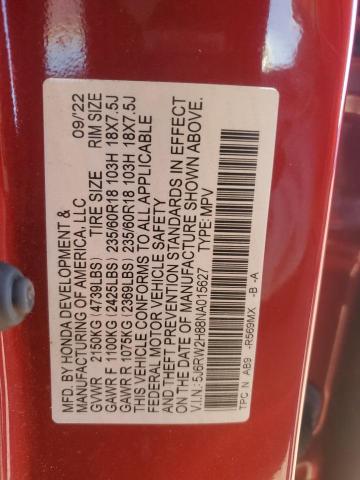 MFD. BY HONDA DEVELOPMENT & 09/'22
MANUFACTURING OF AMERICA, LLC
TIRE SIZE RIM SIZE
GVWR 2150KG (4739LBS)
GAWR F 1100KG (2425LBS) 235/60R18 103H 18X7.5J
GAWR R 1075KG (2369LBS) 235/60R18 103H 18X7.5J
THIS VEHICLE CONFORMS TO ALL APPLICABLE
FEDERAL MOTOR VEHICLE SAFETY
AND THEFT PREVENTION STANDARDS IN EFFECT
ON THE DATE OF MANUFACTURE SHOWN ABOVE.
V.I.N.: 5J6RW2H88NA015627 TYPE: MPV
TPC N AB9 -R569MX -B -A